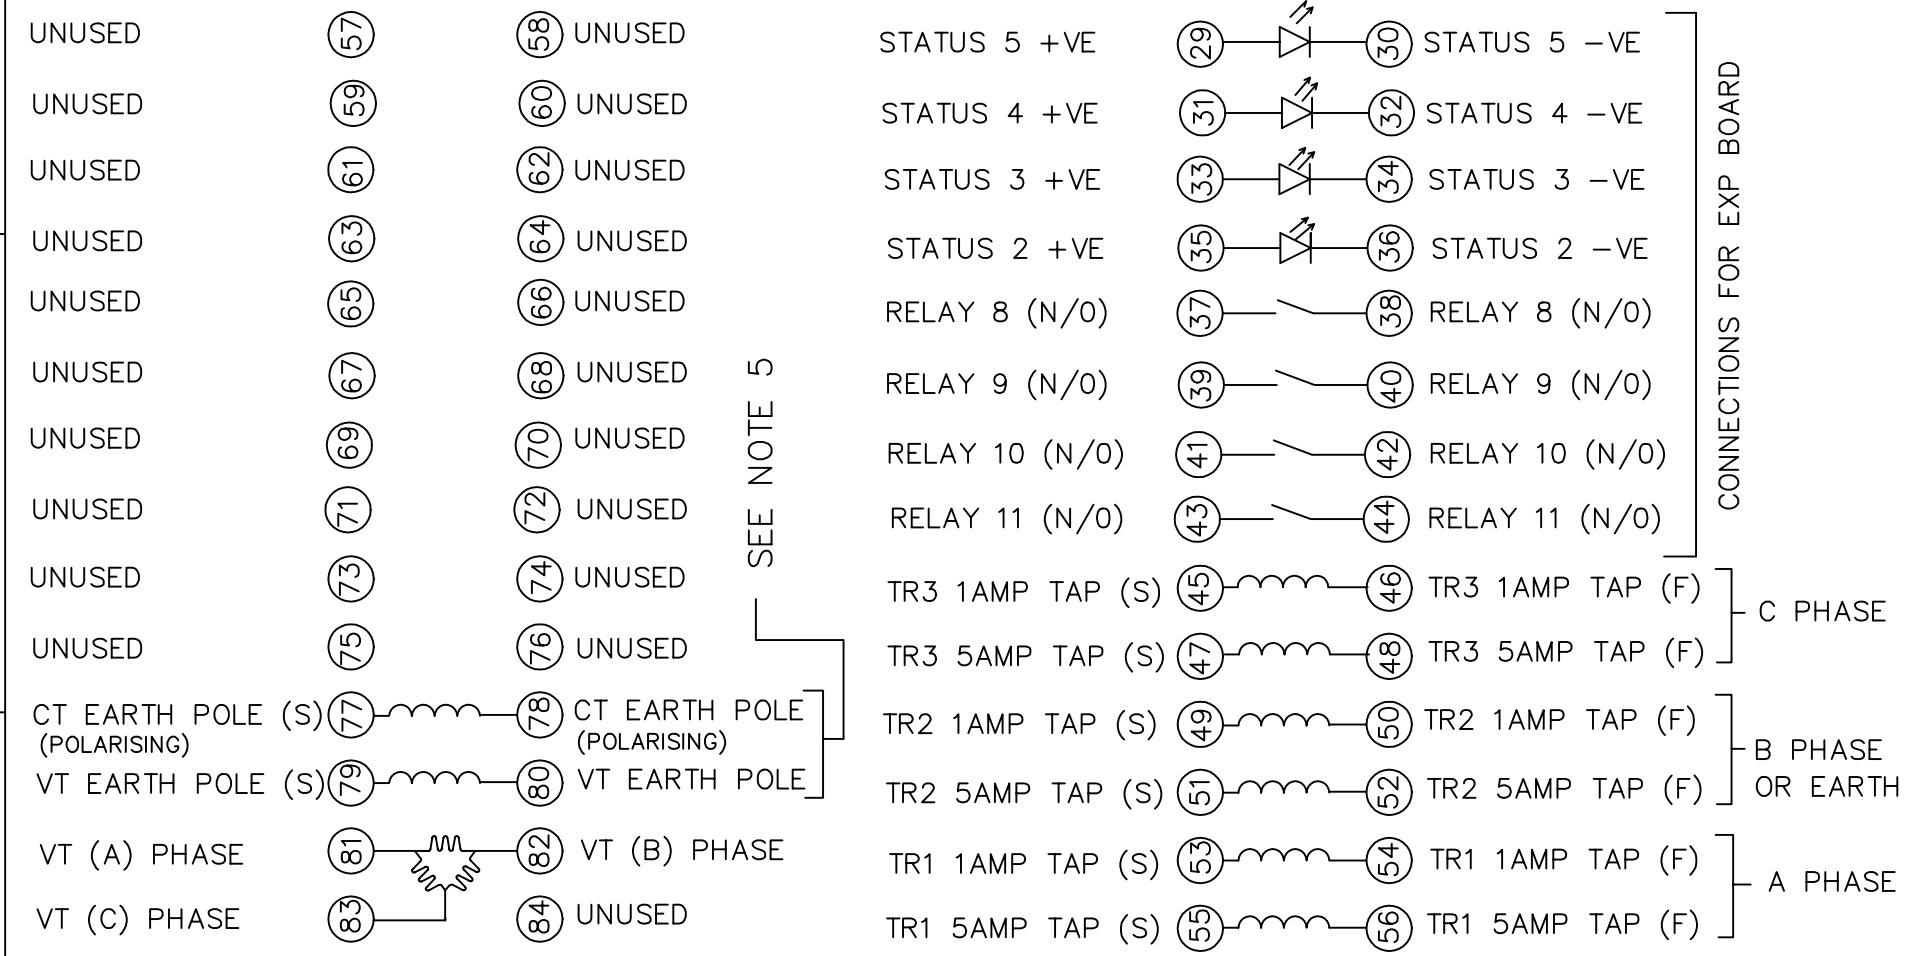 UNUSED 57 58 UNUSED
UNUSED 59 60 UNUSED
UNUSED 61 62 UNUSED
UNUSED 63 64 UNUSED
UNUSED 65 66 UNUSED
UNUSED 67 68 UNUSED
UNUSED 69 70 UNUSED
UNUSED 71 72 UNUSED
UNUSED 73 74 UNUSED
UNUSED 75 76 UNUSED
CT EARTH POLE (S) 77 78 CT EARTH POLE
(POLARISING) (POLARISING)
VT EARTH POLE (S) 79 80 VT EARTH POLE
VT (A) PHASE 81 82 VT (B) PHASE
VT (C) PHASE 83 84 UNUSED
SEE NOTE 5
STATUS 5 +VE 29 30 STATUS 5 -VE
STATUS 4 +VE 31 32 STATUS 4 -VE
STATUS 3 +VE 33 34 STATUS 3 -VE
STATUS 2 +VE 35 36 STATUS 2 -VE
RELAY 8 (N/O) 37 38 RELAY 8 (N/O)
RELAY 9 (N/O) 39 40 RELAY 9 (N/O)
RELAY 10 (N/O) 41 42 RELAY 10 (N/O)
RELAY 11 (N/O) 43 44 RELAY 11 (N/O)
CONNECTIONS FOR EXP BOARD
TR3 1AMP TAP (S) 45 46 TR3 1AMP TAP (F)
TR3 5AMP TAP (S) 47 48 TR3 5AMP TAP (F)
C PHASE
TR2 1AMP TAP (S) 49 50 TR2 1AMP TAP (F)
TR2 5AMP TAP (S) 51 52 TR2 5AMP TAP (F)
B PHASE
OR EARTH
TR1 1AMP TAP (S) 53 54 TR1 1AMP TAP (F)
TR1 5AMP TAP (S) 55 56 TR1 5AMP TAP (F)
A PHASE